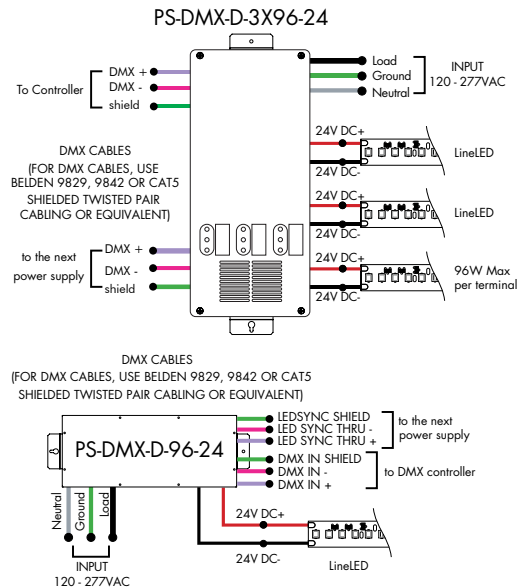 PS-DMX-D-3X96-24
To Controller
DMX +
DMX -
shield
Load
Ground
Neutral
INPUT
120 - 277VAC
DMX CABLES
(FOR DMX CABLES, USE
BELDEN 9829, 9842 OR CAT5
SHIELDED TWISTED PAIR
CABLING OR EQUIVALENT)
24V DC+
24V DC-
LineLED
24V DC+
24V DC-
LineLED
24V DC+
24V DC-
96W Max
per terminal
to the next
power supply
DMX +
DMX -
shield
DMX CABLES
(FOR DMX CABLES, USE BELDEN 9829, 9842 OR CAT5
SHIELDED TWISTED PAIR CABLING OR EQUIVALENT)
PS-DMX-D-96-24
LEDSYNC SHIELD
LED SYNC THRU -
LED SYNC THRU +
to the next
power supply
DMX IN SHIELD
DMX IN -
DMX IN +
to DMX controller
Neutral
Ground
Load
INPUT
120 - 277VAC
24V DC+
24V DC-
LineLED